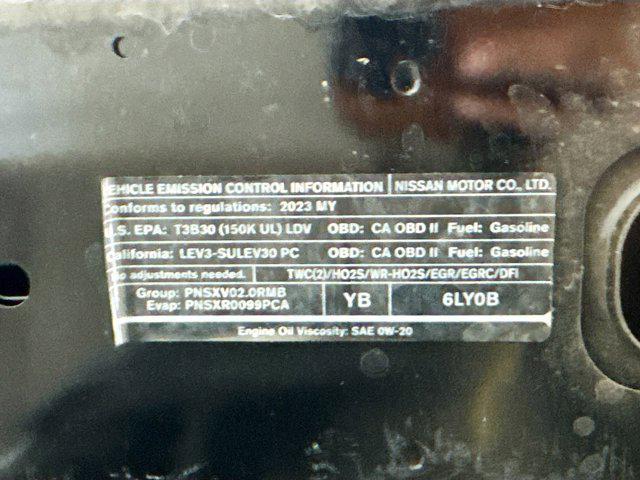 EHICLE EMISSION CONTROL INFORMATION NISSAN MOTOR CO., LTD.
onforms to regulations: 2023 MY
.S. EPA: T3B30 (150K UL) LDV OBD: CA OBD II Fuel: Gasoline
alifornia: LEV3-SULEV30 PC OBD: CA OBD II Fuel: Gasoline
o adjustments needed. TWC(2)/HO2S/WR-HO2S/EGR/EGRC/DFI
Group: PNSXV02.0RMB
Evap: PNSXR0099PCA YB 6LY0B
Engine Oil Viscosity: SAE 0W-20